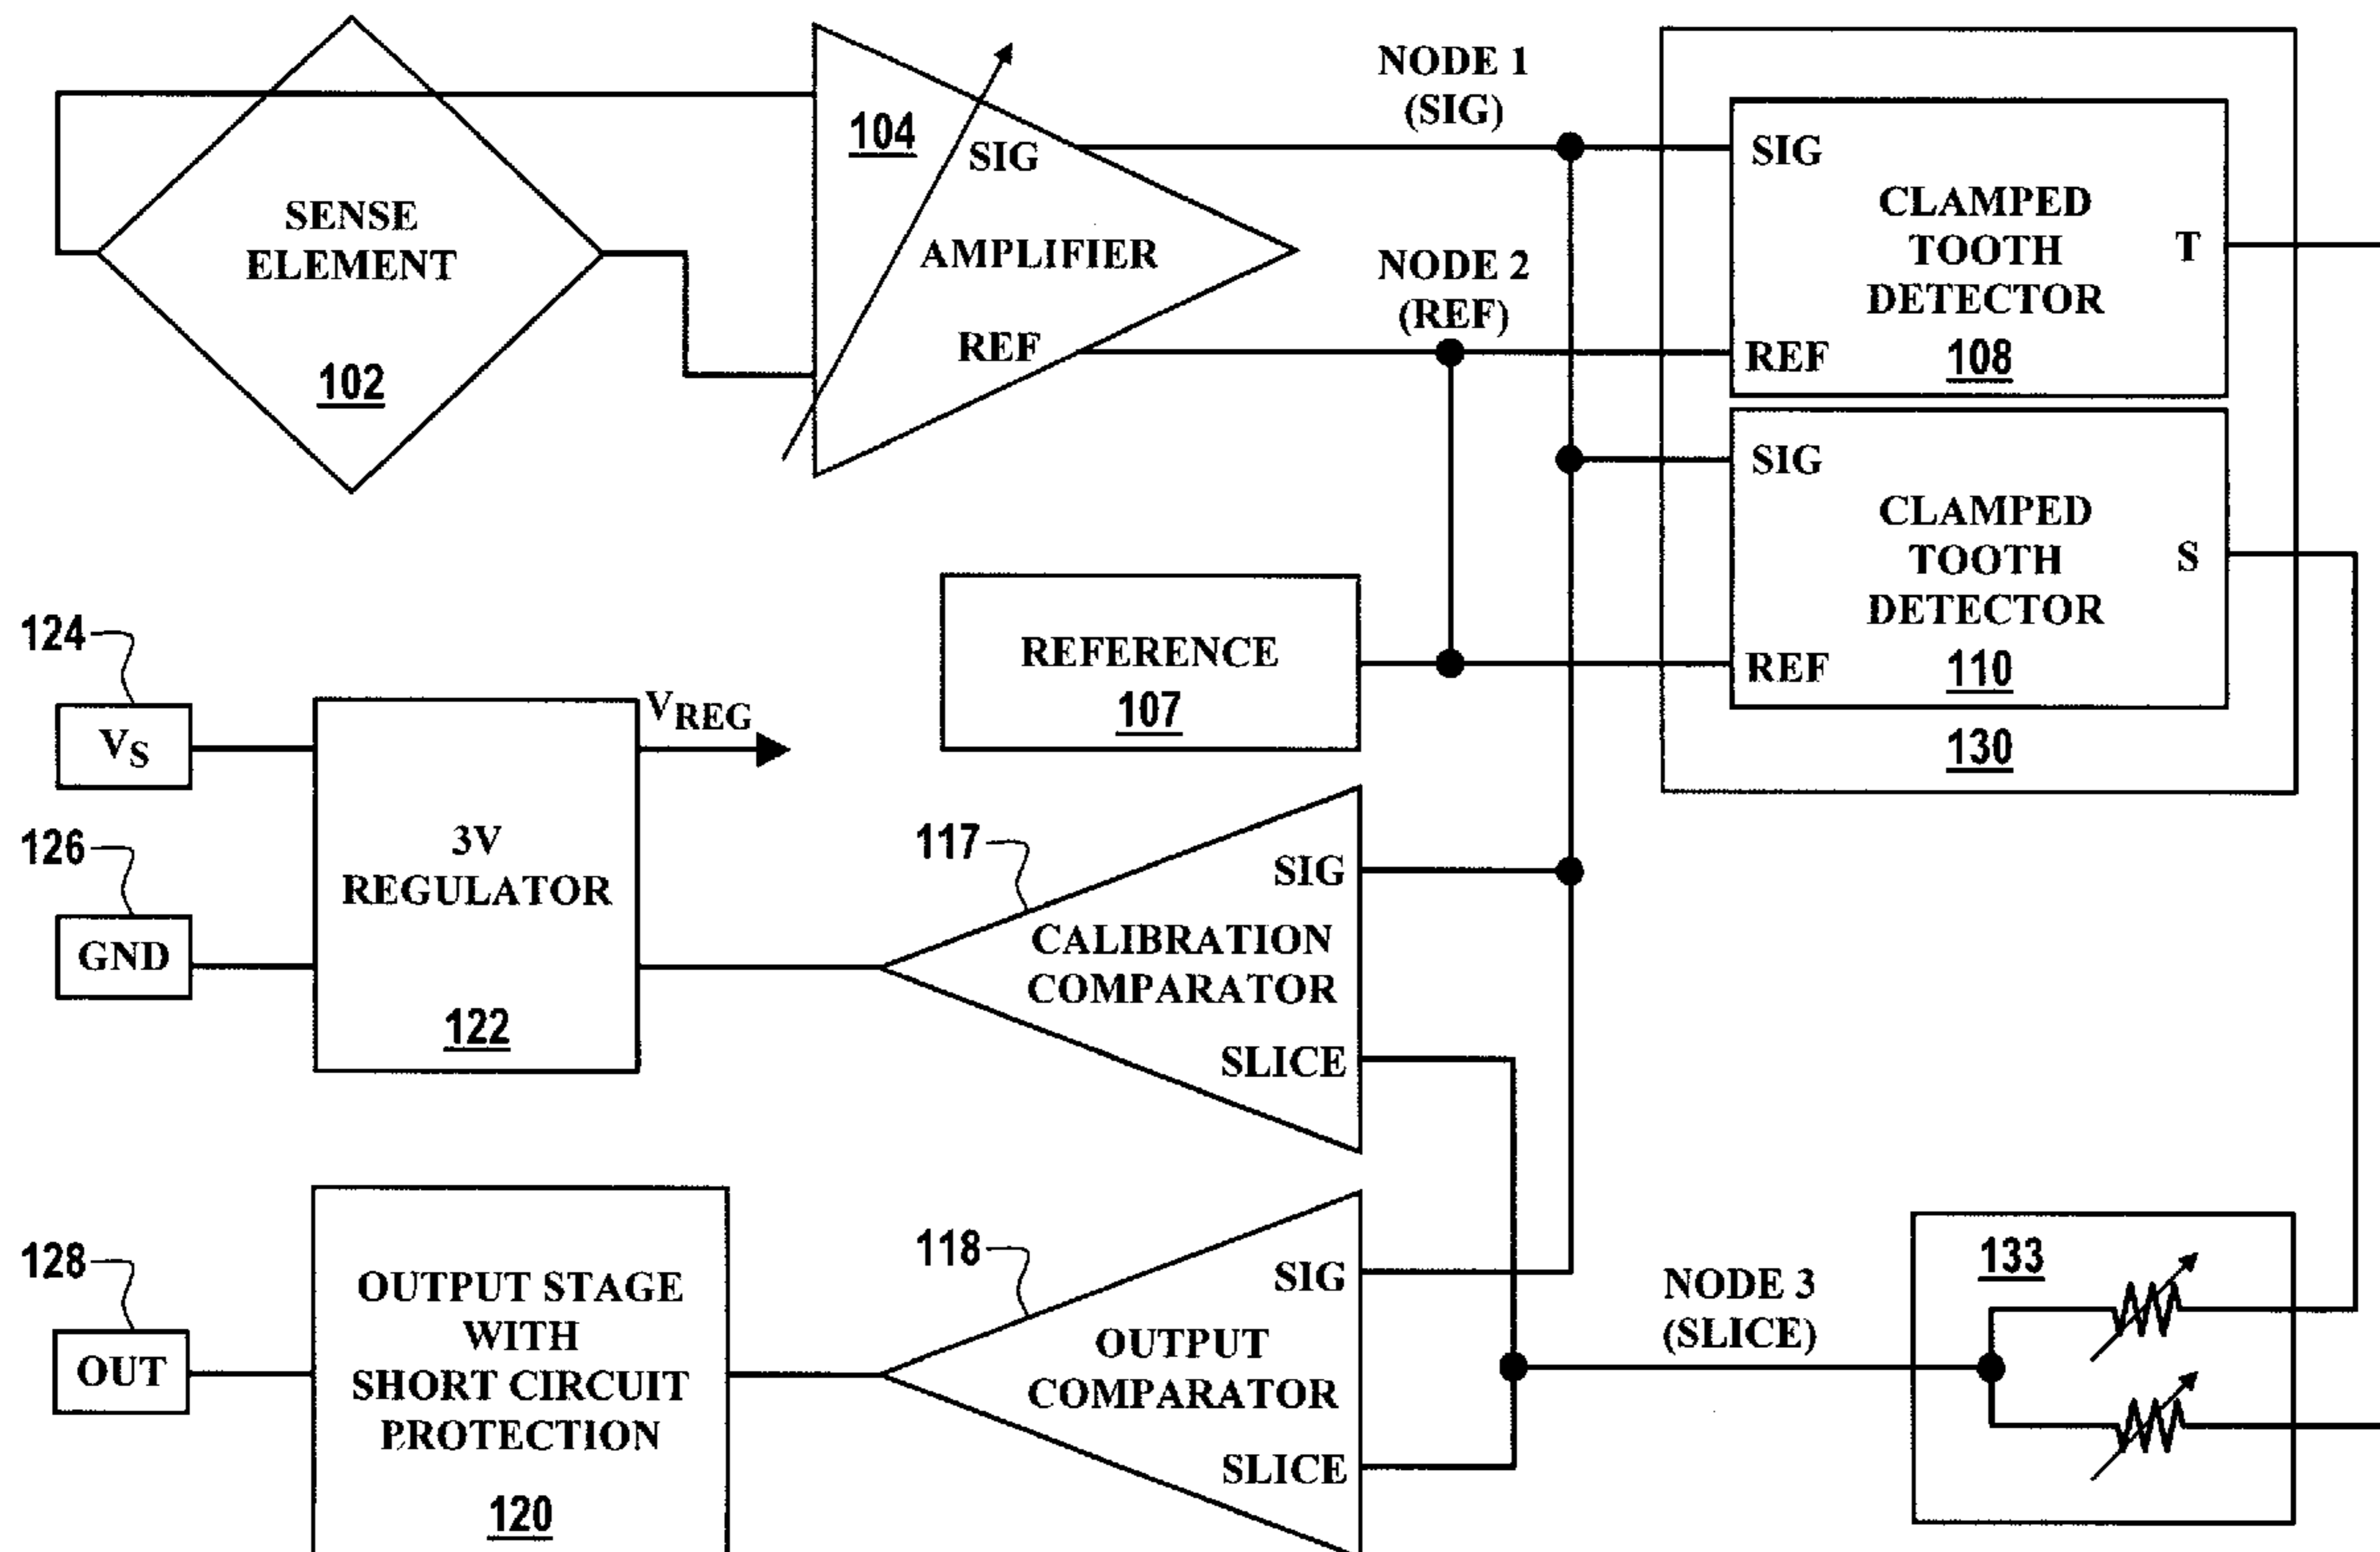 SENSE
ELEMENT
102
104
SIG
AMPLIFIER
REF
NODE 1
(SIG)
NODE 2
(REF)
SIG
CLAMPED
TOOTH
DETECTOR
T
REF
108
SIG
CLAMPED
TOOTH
DETECTOR
S
REF
110
130
REFERENCE
107
124
VS
126
GND
3V
REGULATOR
122
VREG
117
SIG
CALIBRATION
COMPARATOR
SLICE
128
OUT
OUTPUT STAGE
WITH
SHORT CIRCUIT
PROTECTION
120
118
SIG
OUTPUT
COMPARATOR
SLICE
NODE 3
(SLICE)
133